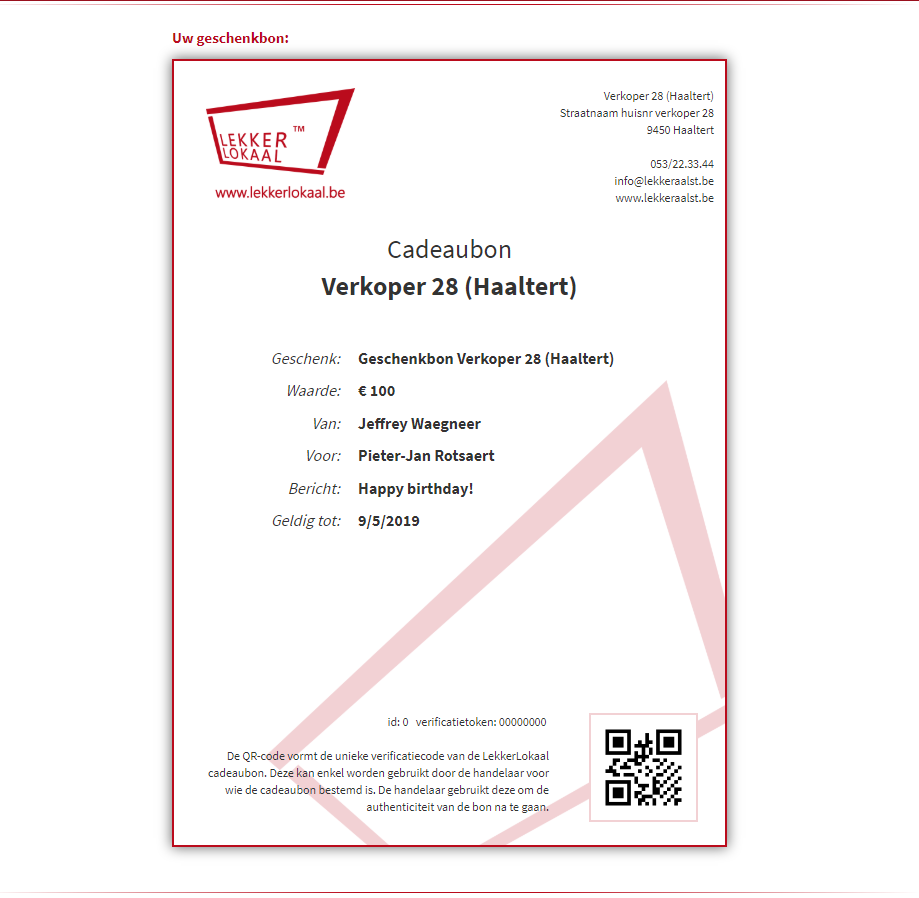 Uw geschenkbon:
LEKKER ™
LOKAAL
www.lekkerlokaal.be
Verkoper 28 (Haaltert)
Straatnaam huisnr verkoper 28
9450 Haaltert
053/22.33.44
info@lekkeraalst.be
www.lekkeraalst.be
Cadeaubon
Verkoper 28 (Haaltert)
Geschenk: Geschenkbon Verkoper 28 (Haaltert)
Waarde: € 100
Van: Jeffrey Waegneer
Voor: Pieter-Jan Rotsaert
Bericht: Happy birthday!
Geldig tot: 9/5/2019
id: 0 verificatietoken: 00000000
De QR-code vormt de unieke verificatiecode van de LekkerLokaal
cadeaubon. Deze kan enkel worden gebruikt door de handelaar voor
wie de cadeaubon bestemd is. De handelaar gebruikt deze om de
authenticiteit van de bon na te gaan.